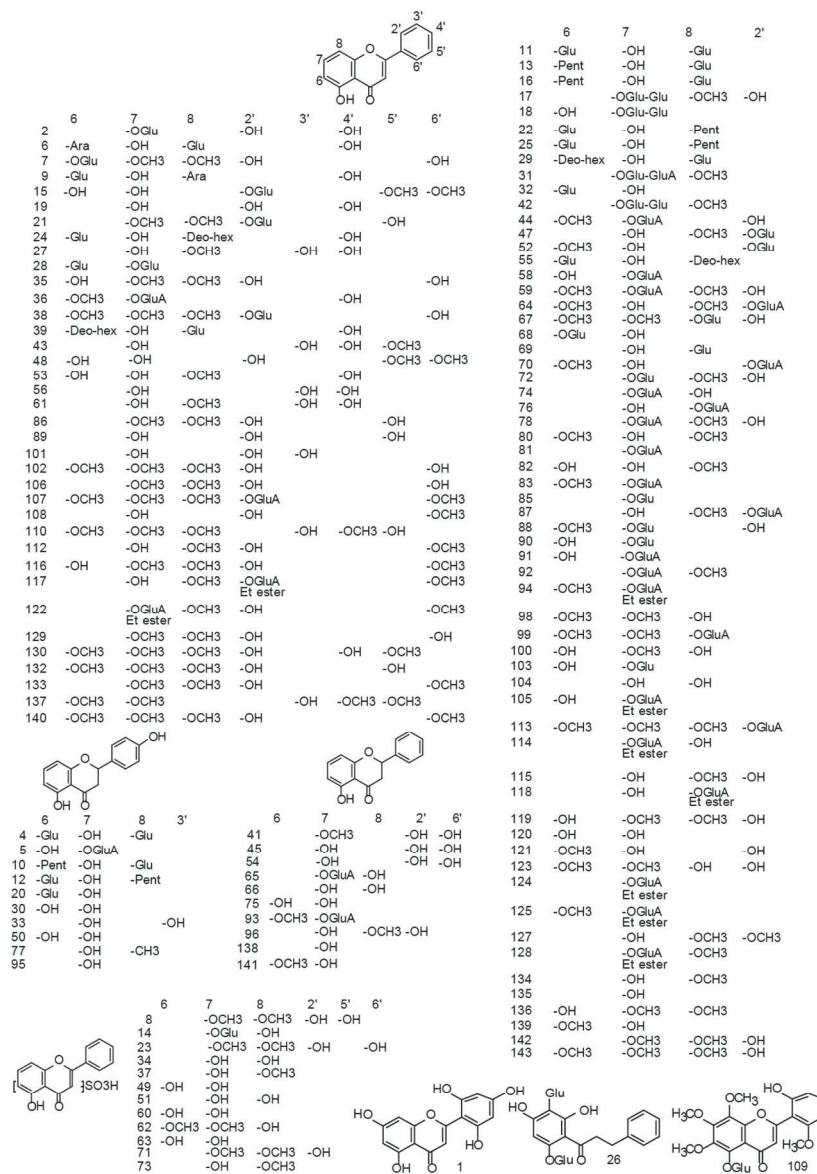 3'
2'
4'
8
O
7
5'
6
6'
OH
O
6 7 8 2' 3' 4' 5' 6'
2 -OGlu -OH -OH
6 -Ara -OH -Glu -OH
7 -OGlu -OCH3 -OCH3 -OH -OH
9 -Glu -OH -Ara -OH
15 -OH -OH -OGlu -OCH3 -OCH3
19 -OH -OH -OH
21 -OCH3 -OCH3 -OGlu -OH
24 -Glu -OH -Deo-hex -OH
27 -OH -OCH3 -OH -OH
28 -Glu -OGlu
35 -OH -OCH3 -OCH3 -OH -OH
36 -OCH3 -OGluA -OH
38 -OCH3 -OCH3 -OCH3 -OGlu -OH
39 -Deo-hex -OH -Glu -OH
43 -OH -OH -OH -OCH3
48 -OH -OH -OH -OCH3 -OCH3
53 -OH -OH -OCH3 -OH
56 -OH -OH -OH
61 -OH -OCH3 -OH -OH
86 -OCH3 -OCH3 -OH -OH
89 -OH -OH -OH
101 -OH -OH -OH
102 -OCH3 -OCH3 -OCH3 -OH -OH
106 -OCH3 -OCH3 -OH -OH
107 -OCH3 -OCH3 -OCH3 -OGluA -OCH3
108 -OH -OH -OCH3
110 -OCH3 -OCH3 -OCH3 -OH -OCH3 -OH
112 -OH -OCH3 -OH -OCH3
116 -OH -OCH3 -OCH3 -OH -OCH3
117 -OH -OCH3 -OGluA -OCH3
Et ester
122 -OGluA -OCH3 -OH -OCH3
Et ester
129 -OCH3 -OCH3 -OH -OH
130 -OCH3 -OCH3 -OCH3 -OH -OH -OCH3
132 -OCH3 -OCH3 -OCH3 -OH -OH
133 -OCH3 -OCH3 -OH -OCH3
137 -OCH3 -OCH3 -OH -OCH3 -OCH3
140 -OCH3 -OCH3 -OCH3 -OH -OCH3
OH
O
OH
O
6 7 8 3'
4 -Glu -OH -Glu
5 -OH -OGluA
10 -Pent -OH -Glu
12 -Glu -OH -Pent
20 -Glu -OH
30 -OH -OH
33 -OH -OH
50 -OH -OH
77 -OH -CH3
95 -OH
O
OH
O
6 7 8 2' 6'
41 -OCH3 -OH -OH
45 -OH -OH -OH
54 -OH -OH -OH
65 -OGluA -OH
66 -OH -OH
75 -OH -OH
93 -OCH3 -OGluA
96 -OH -OCH3 -OH
138 -OH
141 -OCH3 -OH
6 7 8 2'
11 -Glu -OH -Glu
13 -Pent -OH -Glu
16 -Pent -OH -Glu
17 -OGlu-Glu -OCH3 -OH
18 -OH -OGlu-Glu
22 -Glu -OH -Pent
25 -Glu -OH -Pent
29 -Deo-hex -OH -Glu
31 -OGlu-GluA -OCH3
32 -Glu -OH
42 -OGlu-Glu -OCH3
44 -OCH3 -OGluA -OH
47 -OH -OCH3 -OGlu
52 -OCH3 -OH -OGlu
55 -Glu -OH -Deo-hex
58 -OH -OGluA
59 -OCH3 -OGluA -OCH3 -OH
64 -OCH3 -OH -OCH3 -OGluA
67 -OCH3 -OCH3 -OGlu -OH
68 -OGlu -OH
69 -OH -Glu
70 -OCH3 -OH -OGluA
72 -OGlu -OCH3 -OH
74 -OGluA -OH
76 -OH -OGluA
78 -OGluA -OCH3 -OH
80 -OCH3 -OH -OCH3
81 -OGluA
82 -OH -OH -OCH3
83 -OCH3 -OGluA
85 -OGlu
87 -OH -OCH3 -OGluA
88 -OCH3 -OGlu -OH
90 -OH -OGlu
91 -OH -OGluA
92 -OGluA -OCH3
94 -OCH3 -OGluA
Et ester
98 -OCH3 -OCH3 -OH
99 -OCH3 -OCH3 -OGluA
100 -OH -OCH3 -OH
103 -OH -OGlu
104 -OH -OH
105 -OH -OGluA
Et ester
113 -OCH3 -OCH3 -OCH3 -OGluA
114 -OGluA -OH
Et ester
115 -OH -OCH3 -OH
118 -OH -OGluA
Et ester
119 -OH -OCH3 -OCH3 -OH
120 -OH -OH
121 -OCH3 -OH -OH
123 -OCH3 -OCH3 -OH -OH
124 -OGluA
Et ester
125 -OCH3 -OGluA
Et ester
127 -OH -OCH3 -OCH3
128 -OGluA -OCH3
Et ester
134 -OH -OCH3
135 -OH
136 -OH -OCH3 -OCH3
139 -OCH3 -OH
142 -OCH3 -OCH3 -OH
143 -OCH3 -OCH3 -OCH3 -OH
O
[ ]SO3H
OH
O
6 7 8 2' 5' 6'
8 -OCH3 -OCH3 -OH -OH
14 -OGlu -OH
23 -OCH3 -OCH3 -OH -OH
34 -OH -OH
37 -OH -OCH3
49 -OH -OH
51 -OH -OH
60 -OH -OH
62 -OCH3 -OCH3 -OH
63 -OH -OH
71 -OCH3 -OCH3 -OH
73 -OH -OCH3
HO
OH
HO
O
OH
OH
O
1
Glu
HO
OH
OGlu
O
26
HO
OCH3
H3CO
O
H3CO
OCH3
OGlu
O
109